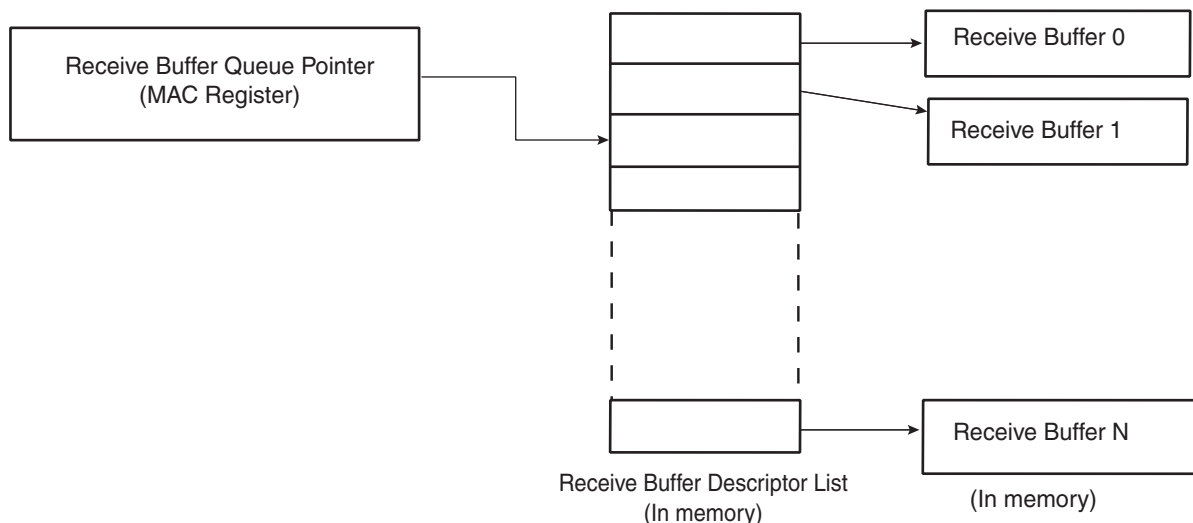 Receive Buffer Queue Pointer
(MAC Register)
Receive Buffer 0
Receive Buffer 1
Receive Buffer N
Receive Buffer Descriptor List
(In memory)
(In memory)